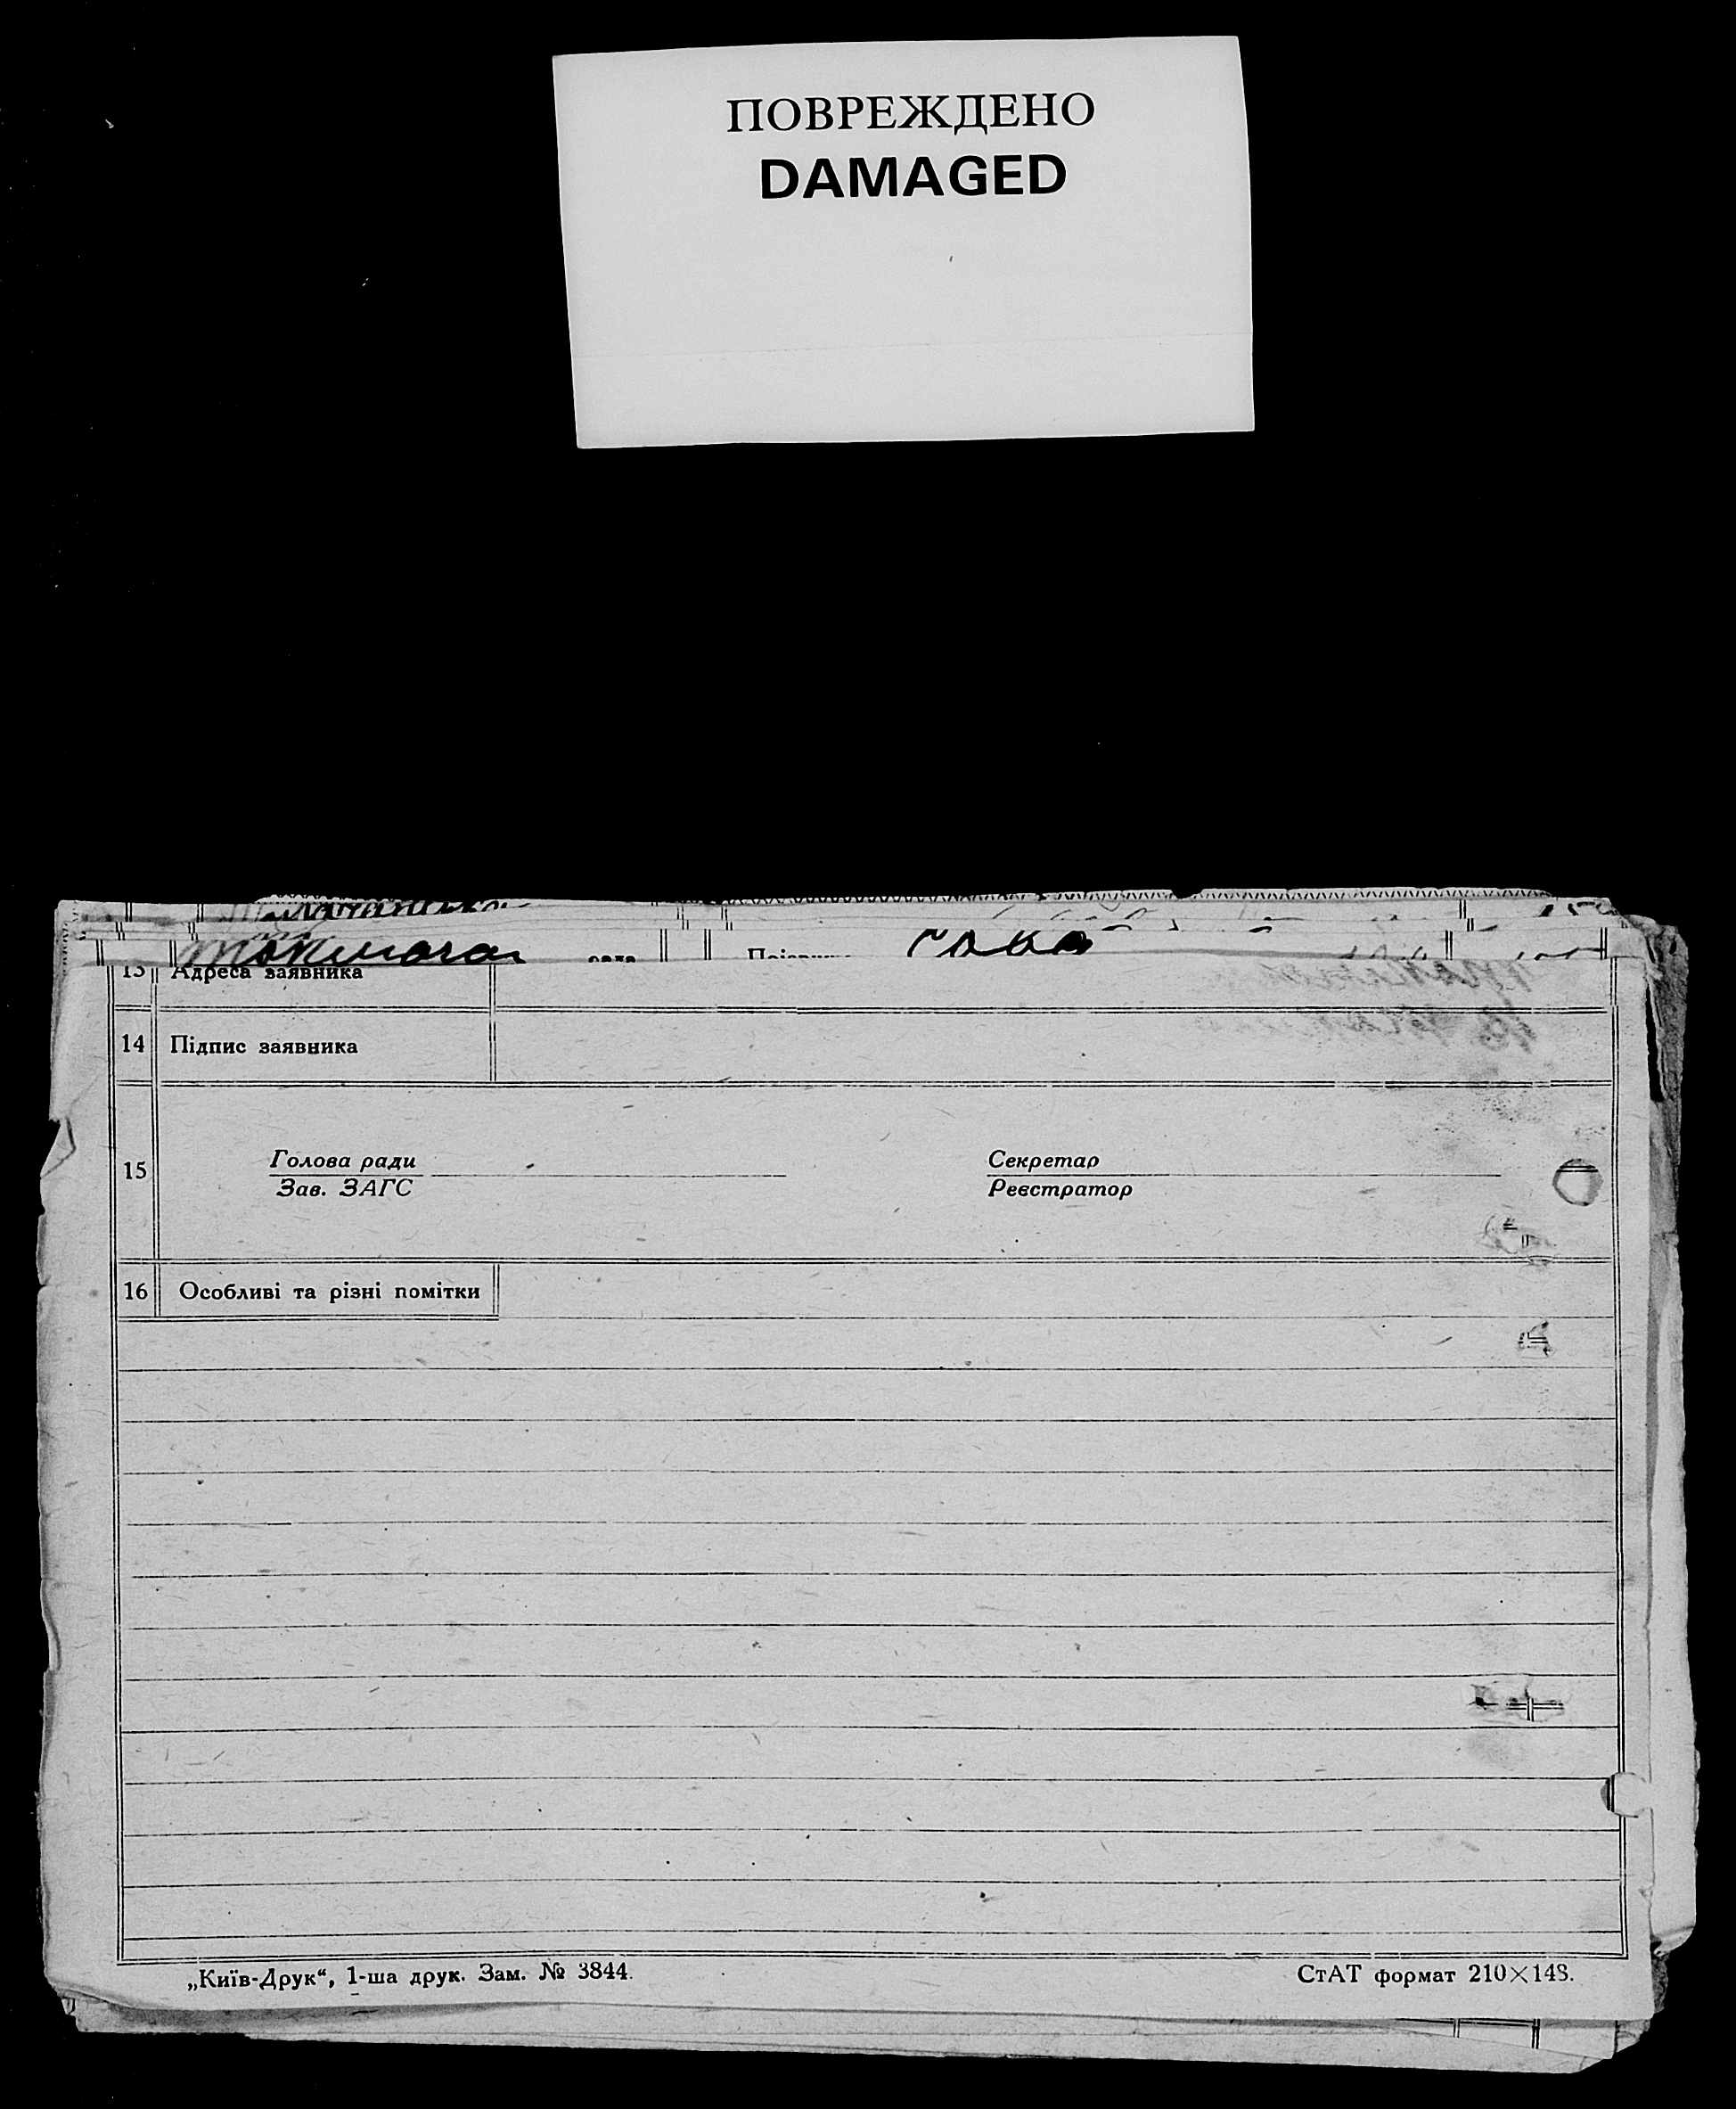 ПОВРЕЖДЕНО
DAMAGED
13 Адреса заявника
14 Підпис заявника
15 Голова ради Секретар
Зав. ЗАГС Реєстратор
16 Особливі та різні помітки
„Київ-Друк“, 1-ша друк. Зам. № 3844. СтАТ формат 210×148.